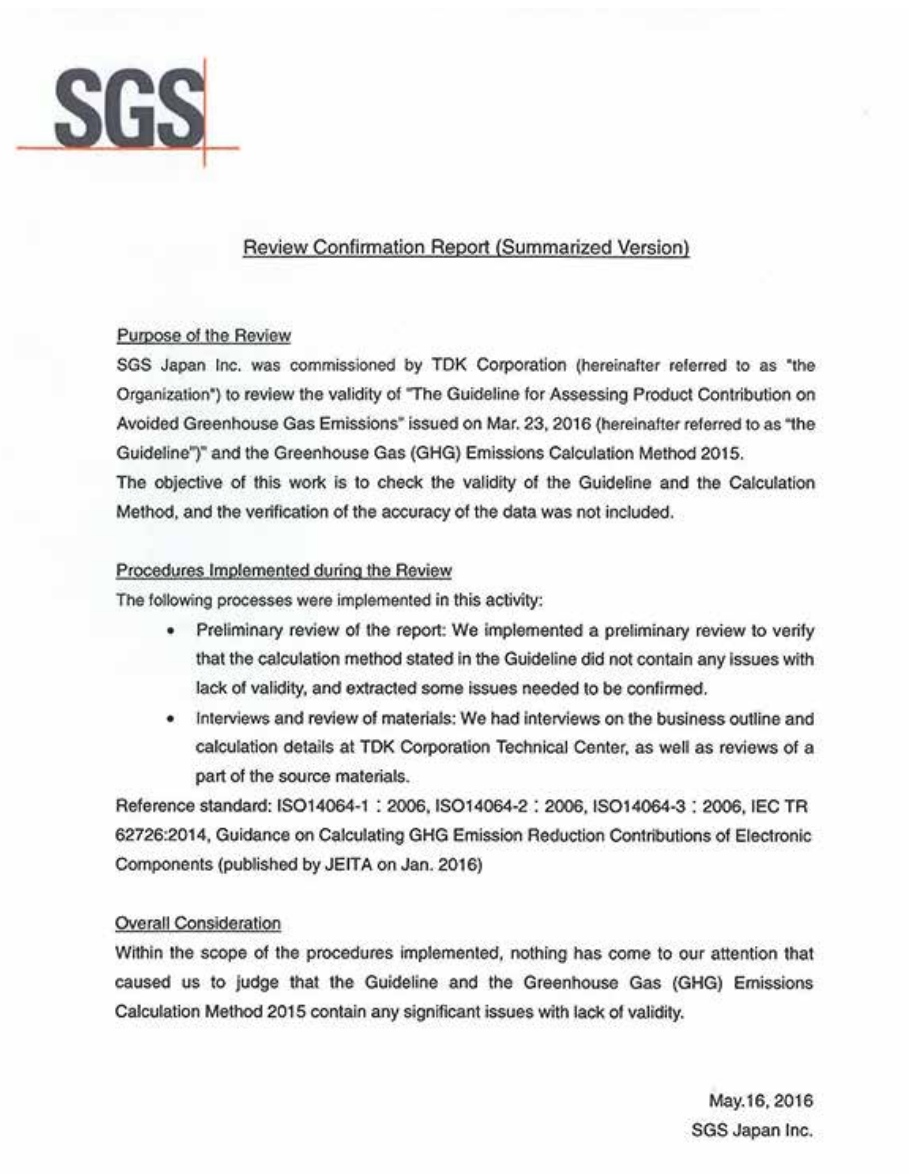 SGS
Review Confirmation Report (Summarized Version)
Purpose of the Review
SGS Japan Inc. was commissioned by TDK Corporation (hereinafter referred to as "the
Organization") to review the validity of "The Guideline for Assessing Product Contribution on
Avoided Greenhouse Gas Emissions" issued on Mar. 23, 2016 (hereinafter referred to as "the
Guideline")" and the Greenhouse Gas (GHG) Emissions Calculation Method 2015.
The objective of this work is to check the validity of the Guideline and the Calculation
Method, and the verification of the accuracy of the data was not included.
Procedures Implemented during the Review
The following processes were implemented in this activity:
• Preliminary review of the report: We implemented a preliminary review to verify
that the calculation method stated in the Guideline did not contain any issues with
lack of validity, and extracted some issues needed to be confirmed.
• Interviews and review of materials: We had interviews on the business outline and
calculation details at TDK Corporation Technical Center, as well as reviews of a
part of the source materials.
Reference standard: ISO14064-1：2006, ISO14064-2：2006, ISO14064-3：2006, IEC TR
62726:2014, Guidance on Calculating GHG Emission Reduction Contributions of Electronic
Components (published by JEITA on Jan. 2016)
Overall Consideration
Within the scope of the procedures implemented, nothing has come to our attention that
caused us to judge that the Guideline and the Greenhouse Gas (GHG) Emissions
Calculation Method 2015 contain any significant issues with lack of validity.
May.16, 2016
SGS Japan Inc.